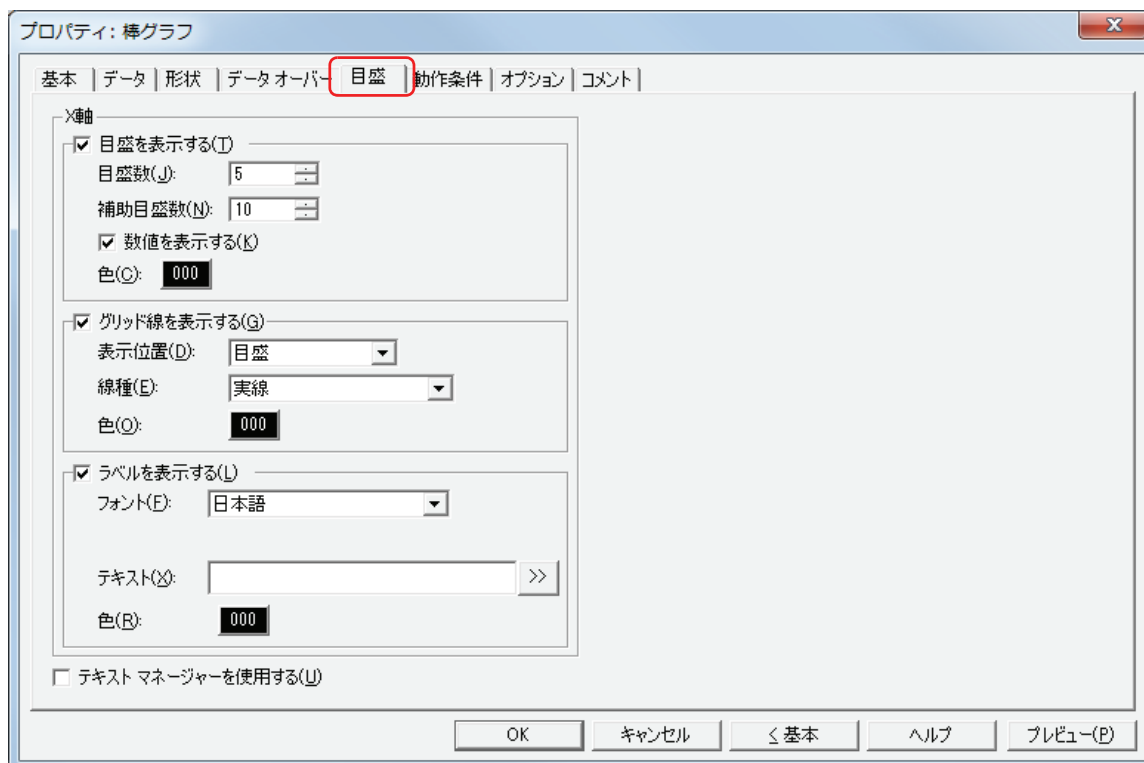 プロパティ: 棒グラフ
基本 データ 形状 データ オーバー 目盛 動作条件 オプション コメント
X軸
目盛を表示する(T)
目盛数(J): 5
補助目盛数(N): 10
数値を表示する(K)
色(C): 000
グリッド線を表示する(G)
表示位置(D): 目盛
線種(E): 実線
色(O): 000
ラベルを表示する(L)
フォント(F): 日本語
テキスト(X): >>
色(R): 000
テキスト マネージャーを使用する(U)
OK キャンセル < 基本 ヘルプ プレビュー(P)